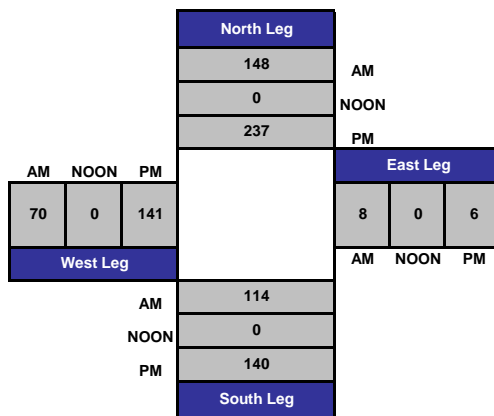 North Leg
148 AM
0 NOON
237 PM
AM NOON PM East Leg
70 0 141 8 0 6
West Leg AM NOON PM
AM 114
NOON 0
PM 140
South Leg